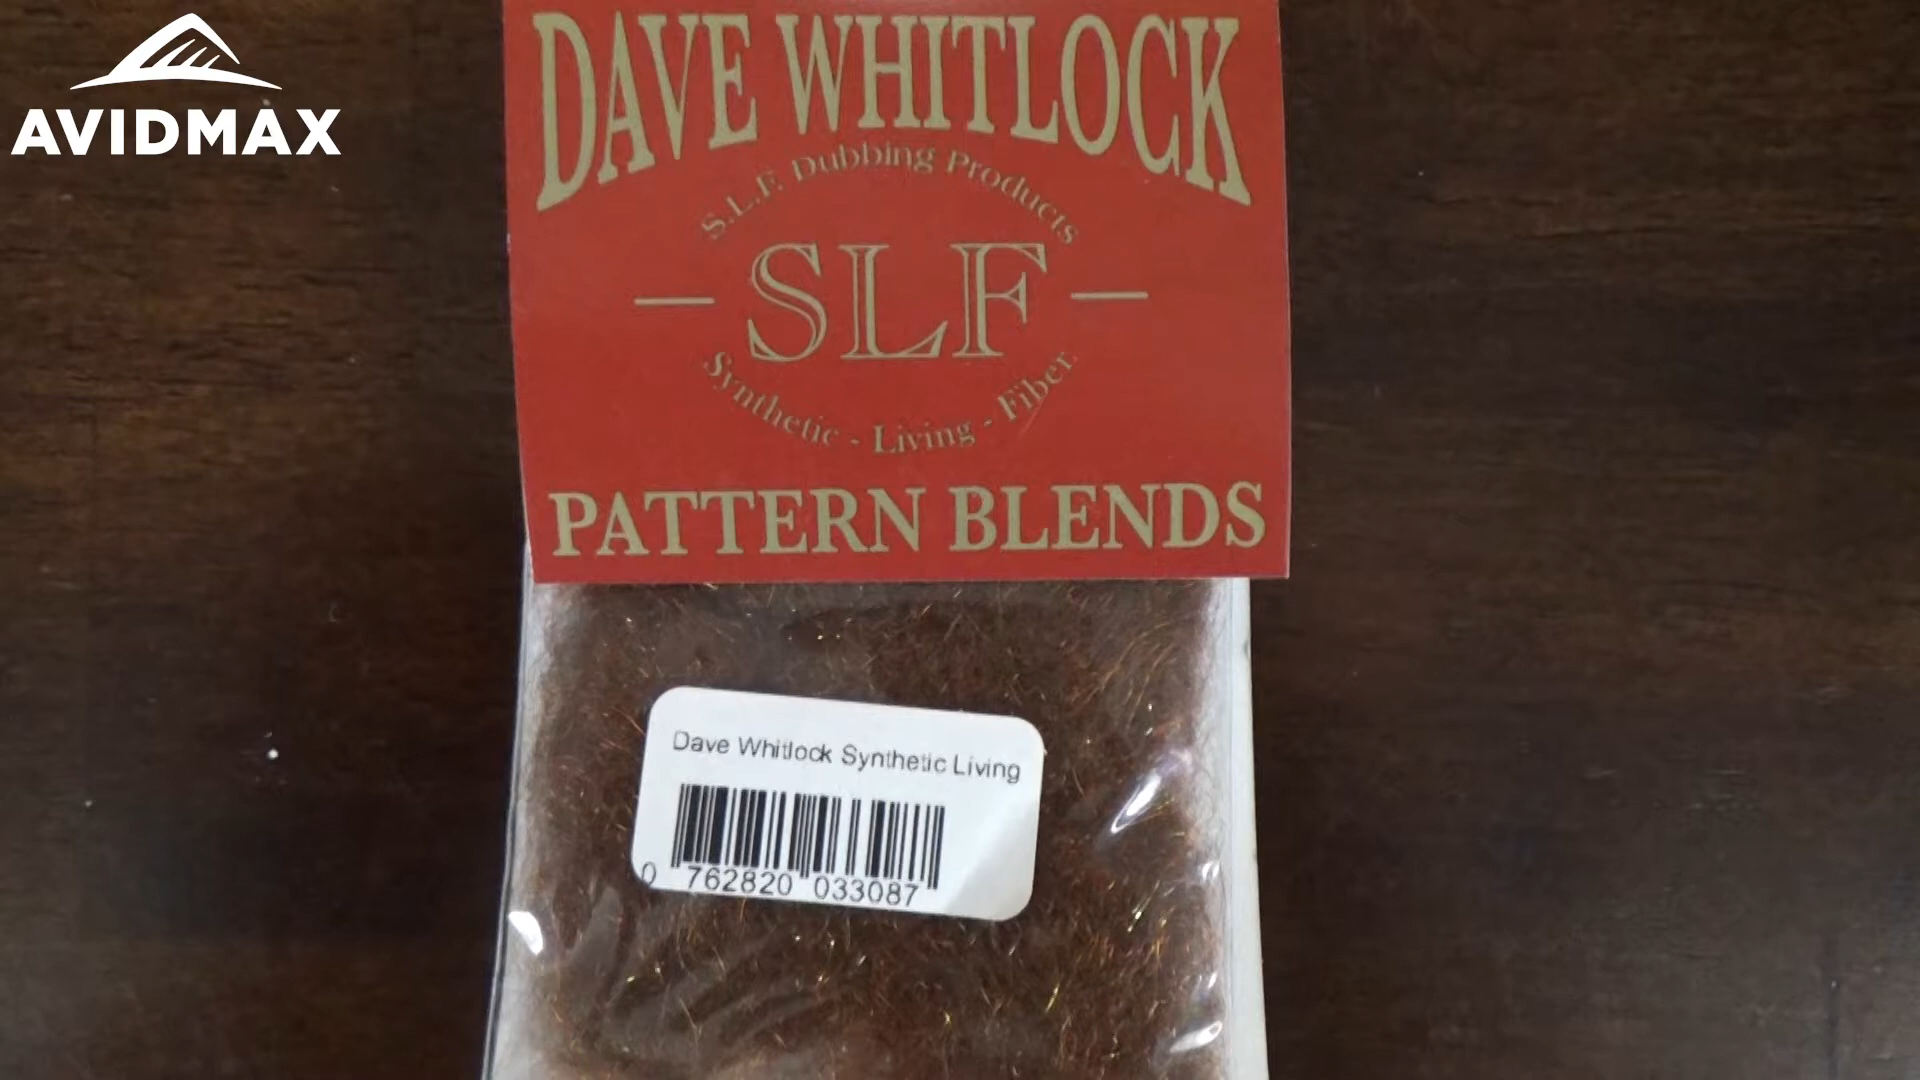 AVIDMAX
DAVE WHITLOCK
S.L.F. Dubbing Products
SLF
Synthetic - Living - Fiber
PATTERN BLENDS
Dave Whitlock Synthetic Living
0 762820 033087